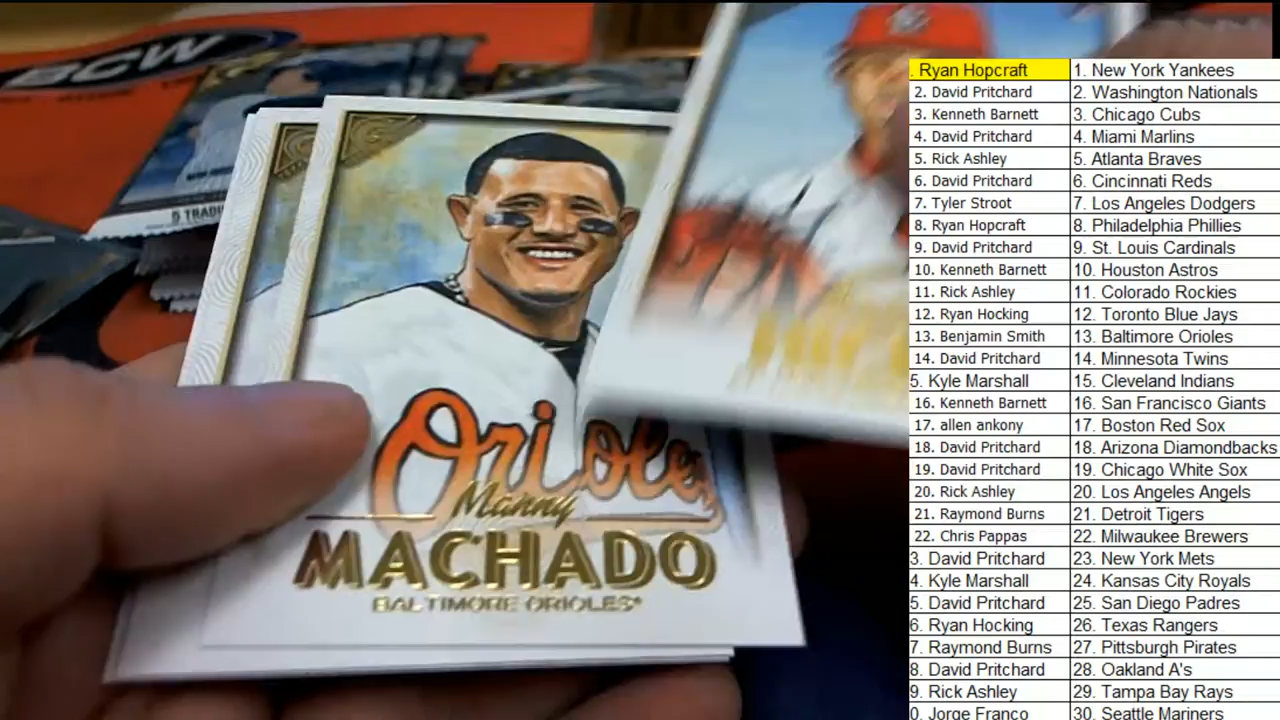 BCW
5 TRADI
Orioles
Manny
MACHADO
BALTIMORE ORIOLES
. Ryan Hopcraft 1. New York Yankees
2. David Pritchard 2. Washington Nationals
3. Kenneth Barnett 3. Chicago Cubs
4. David Pritchard 4. Miami Marlins
5. Rick Ashley 5. Atlanta Braves
6. David Pritchard 6. Cincinnati Reds
7. Tyler Stroot 7. Los Angeles Dodgers
8. Ryan Hopcraft 8. Philadelphia Phillies
9. David Pritchard 9. St. Louis Cardinals
10. Kenneth Barnett 10. Houston Astros
11. Rick Ashley 11. Colorado Rockies
12. Ryan Hocking 12. Toronto Blue Jays
13. Benjamin Smith 13. Baltimore Orioles
14. David Pritchard 14. Minnesota Twins
5. Kyle Marshall 15. Cleveland Indians
16. Kenneth Barnett 16. San Francisco Giants
17. allen ankony 17. Boston Red Sox
18. David Pritchard 18. Arizona Diamondbacks
19. David Pritchard 19. Chicago White Sox
20. Rick Ashley 20. Los Angeles Angels
21. Raymond Burns 21. Detroit Tigers
22. Chris Pappas 22. Milwaukee Brewers
3. David Pritchard 23. New York Mets
4. Kyle Marshall 24. Kansas City Royals
5. David Pritchard 25. San Diego Padres
6. Ryan Hocking 26. Texas Rangers
7. Raymond Burns 27. Pittsburgh Pirates
8. David Pritchard 28. Oakland A's
9. Rick Ashley 29. Tampa Bay Rays
0. Jorge Franco 30. Seattle Mariners